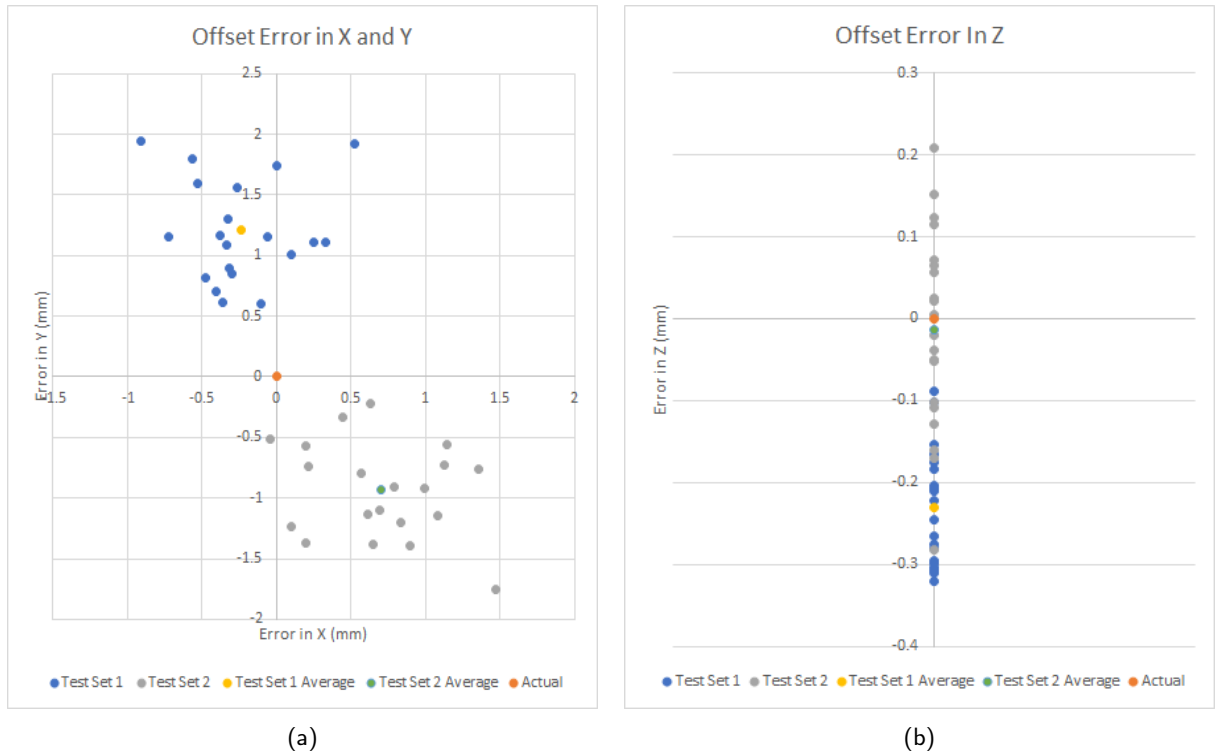 Offset Error in X and Y
2.5
2
1.5
1
0.5
0
-1.5
-1
-0.5
0
0.5
1
1.5
2
-0.5
-1
-1.5
-2
Error in Y (mm)
Error in X (mm)
Test Set 1 Test Set 2 Test Set 1 Average Test Set 2 Average Actual
(a)
Offset Error In Z
0.3
0.2
0.1
0
-0.1
-0.2
-0.3
-0.4
Error in Z (mm)
Test Set 1 Test Set 2 Test Set 1 Average Test Set 2 Average Actual
(b)